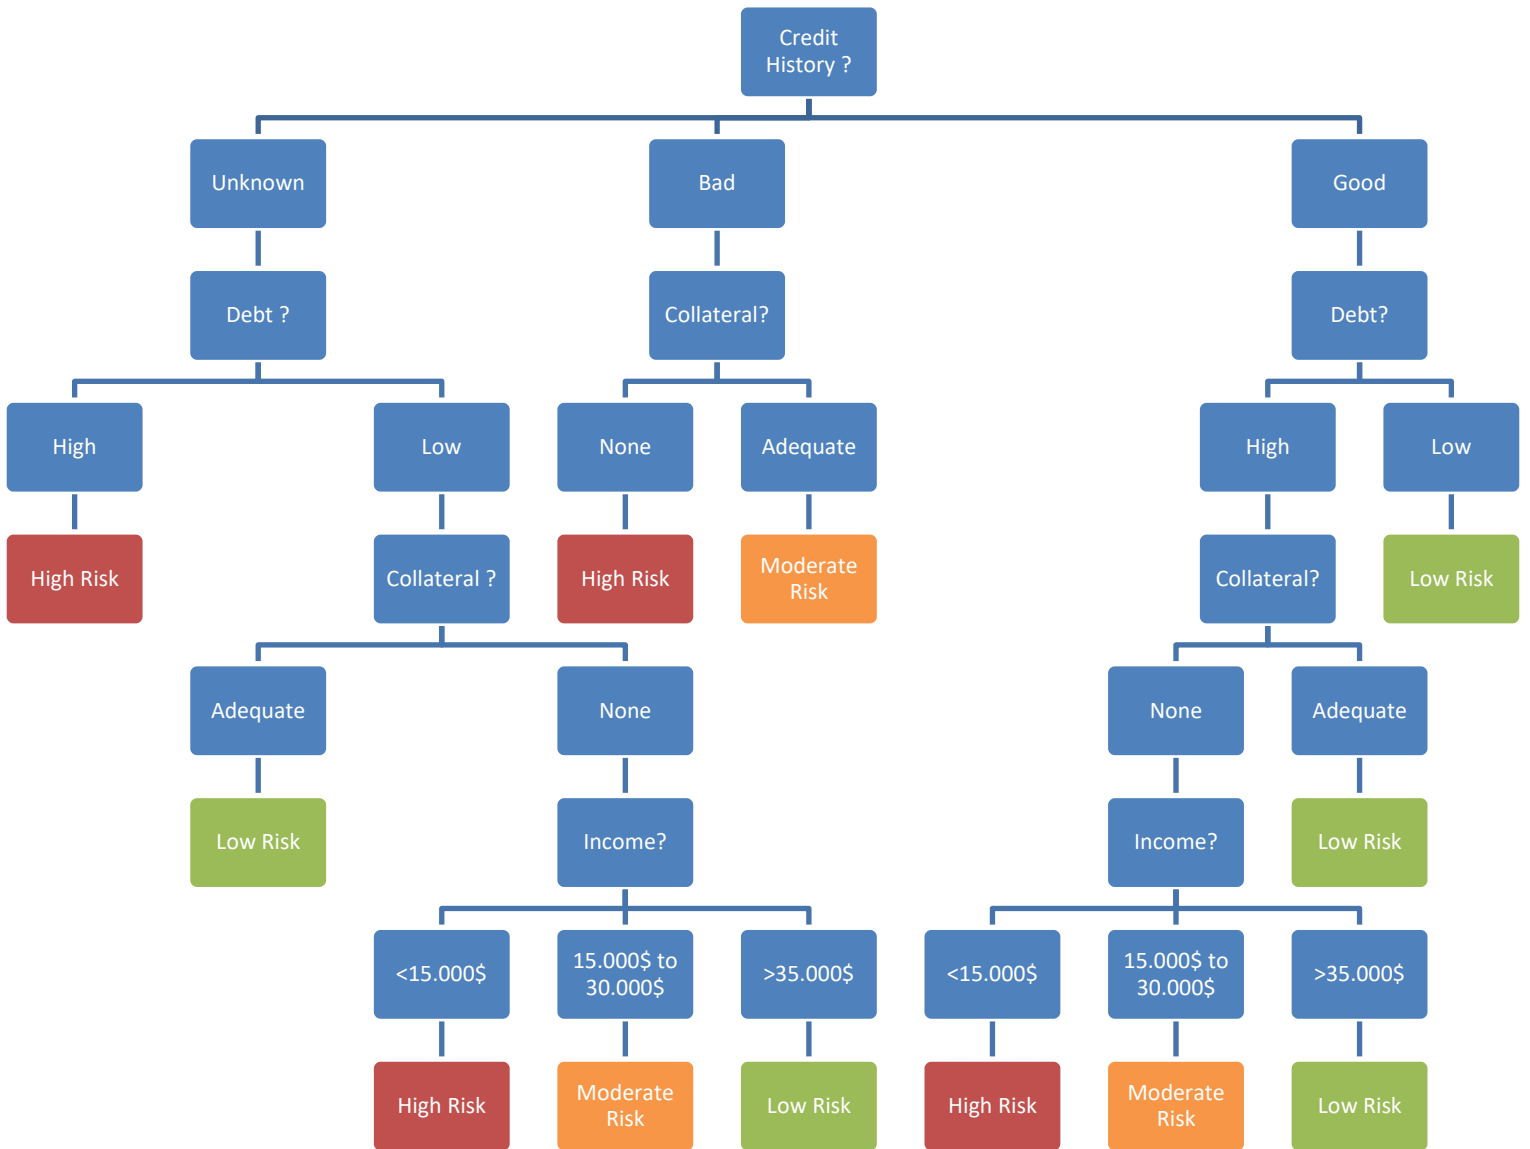 Credit
History ?
Unknown
Bad
Good
Debt ?
Collateral?
Debt?
High
Low
None
Adequate
High
Low
High Risk
Collateral ?
High Risk
Moderate
Risk
Collateral?
Low Risk
Adequate
None
None
Adequate
Low Risk
Income?
Income?
Low Risk
<15.000$
15.000$ to
30.000$
>35.000$
<15.000$
15.000$ to
30.000$
>35.000$
High Risk
Moderate
Risk
Low Risk
High Risk
Moderate
Risk
Low Risk